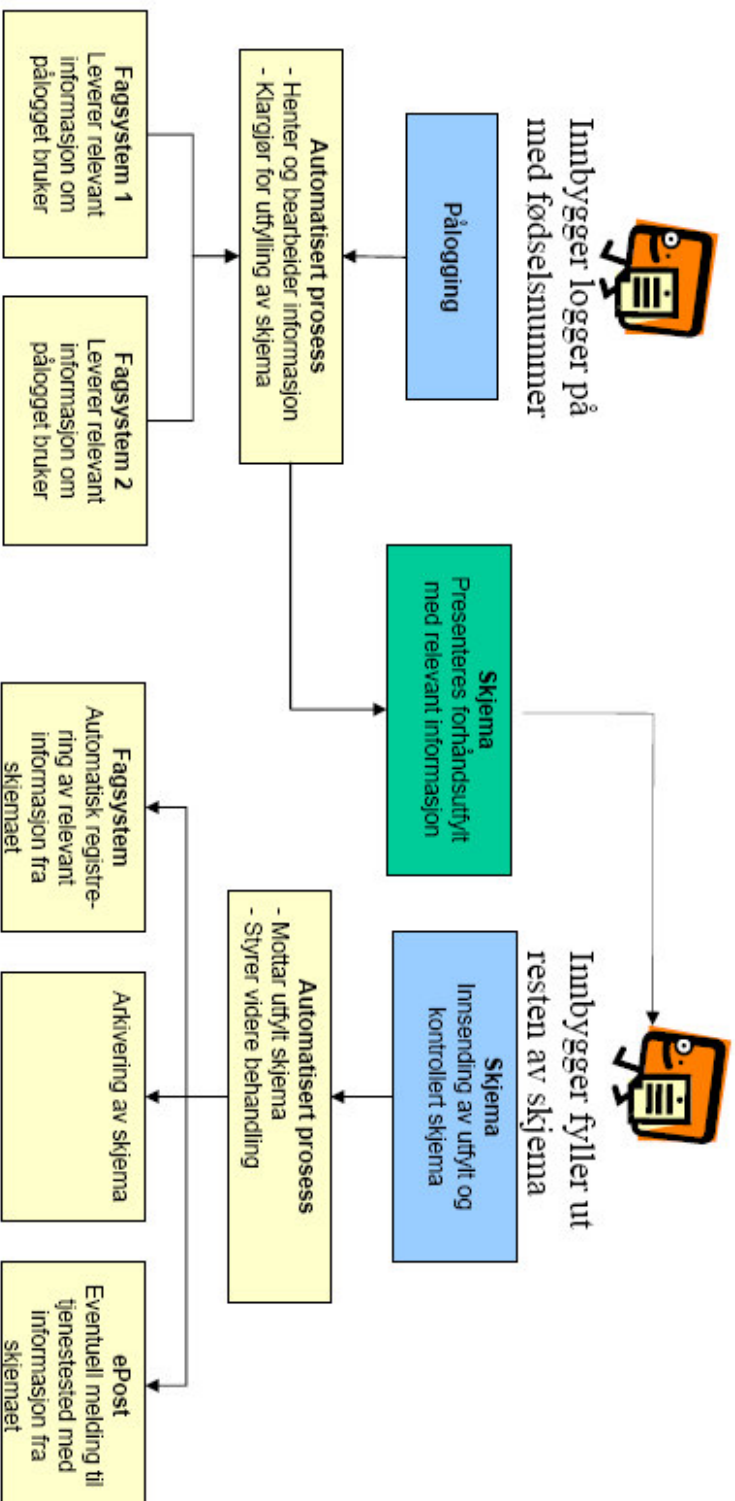 Innbygger logger på
med fødselsnummer
Pålogging
Automatisert prosess
- Henter og bearbeider informasjon
- Klargjør for utfylling av skjema
Fagsystem 1
Leverer relevant
informasjon om
pålogget bruker
Fagsystem 2
Leverer relevant
informasjon om
pålogget bruker
Skjema
Presenteres forhåndsutfylt
med relevant informasjon
Innbygger fyller ut
resten av skjema
Skjema
Innsending av utfylt og
kontrollert skjema
Automatisert prosess
- Mottar utfylt skjema
- Styrer videre behandling
Fagsystem
Automatisk registre-
ring av relevant
informasjon fra
skjemaet
Arkivering av skjema
ePost
Eventuell melding til
tjenestested med
informasjon fra
skjemaet